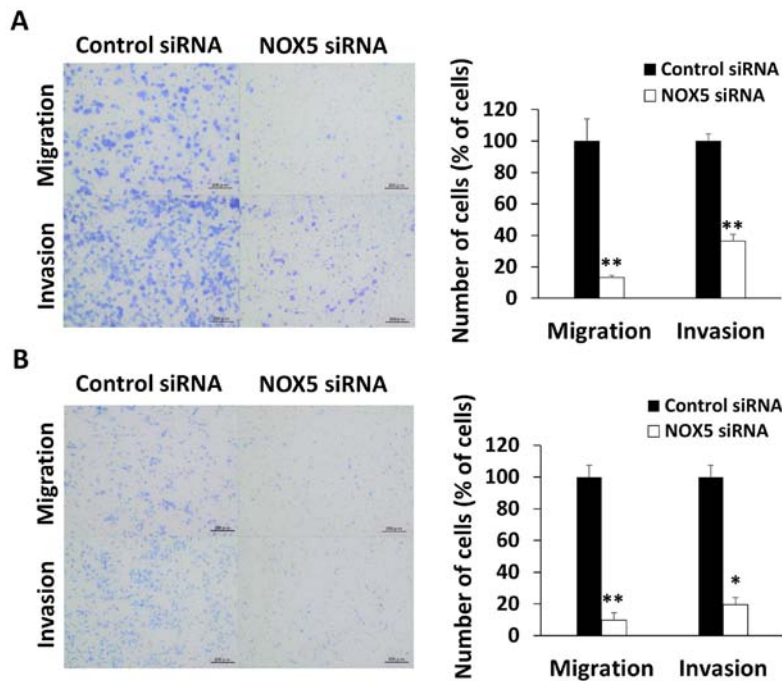 A
Control siRNA
NOX5 siRNA
Migration
Invasion
Control siRNA
NOX5 siRNA
Number of cells (% of cells)
120
100
80
60
40
20
0
**
**
Migration
Invasion
B
Control siRNA
NOX5 siRNA
Migration
Invasion
Control siRNA
NOX5 siRNA
Number of cells (% of cells)
120
100
80
60
40
20
0
**
*
Migration
Invasion